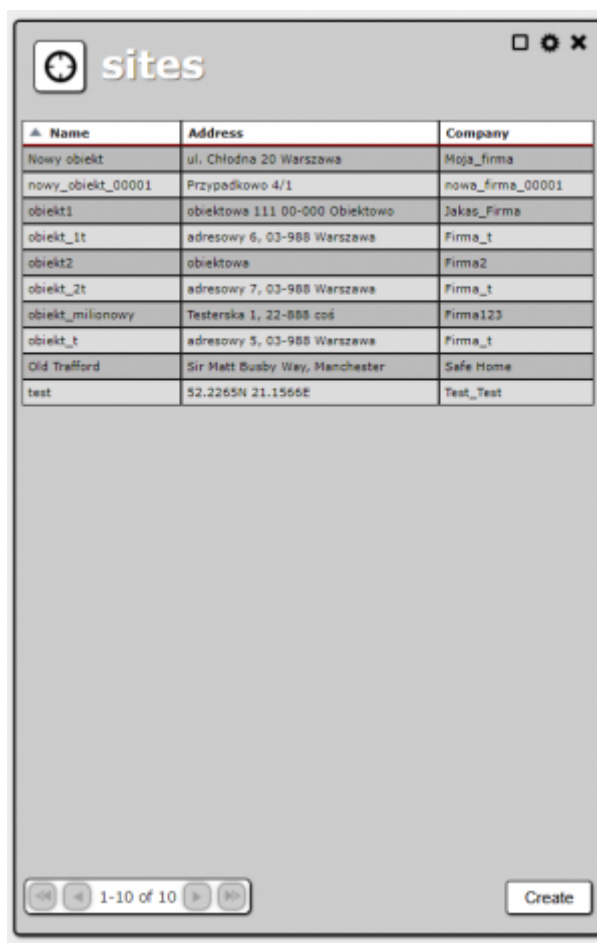 sites
Name Address Company
Nowy obiekt ul. Chłodna 20 Warszawa Moja_firma
nowy_obiekt_00001 Przypadkowo 4/1 nowa_firma_00001
obiekt1 obiektowa 111 00-000 Obiektowo Jakas_Firma
obiekt_1t adresowy 6, 03-988 Warszawa Firma_t
obiekt2 obiektowa Firma2
obiekt_2t adresowy 7, 03-988 Warszawa Firma_t
obiekt_milionowy Testerska 1, 22-888 coś Firma123
obiekt_t adresowy 5, 03-988 Warszawa Firma_t
Old Trafford Sir Matt Busby Way, Manchester Safe Home
test 52.2265N 21.1566E Test_Test
1-10 of 10 Create